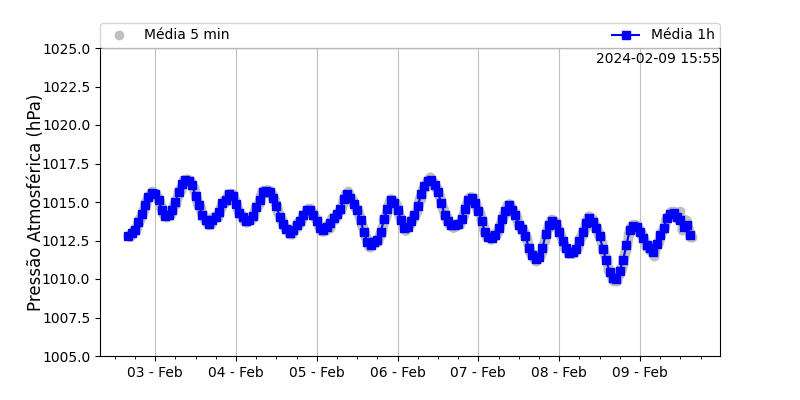 Média 5 min
Média 1h
2024-02-09 15:55
Pressão Atmosférica (hPa)
1025.0
1022.5
1020.0
1017.5
1015.0
1012.5
1010.0
1007.5
1005.0
03 - Feb
04 - Feb
05 - Feb
06 - Feb
07 - Feb
08 - Feb
09 - Feb